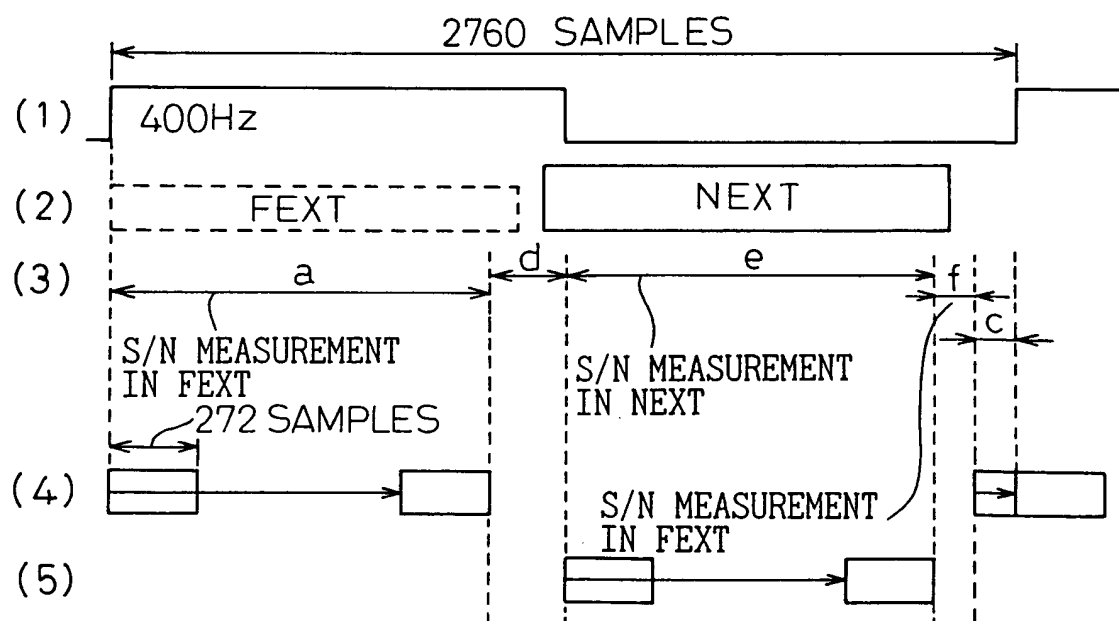 2760 SAMPLES
(1) 400Hz
(2) FEXT NEXT
(3) a d e f
c
S/N MEASUREMENT
IN FEXT
S/N MEASUREMENT
IN NEXT
272 SAMPLES
(4)
S/N MEASUREMENT
IN FEXT
(5)